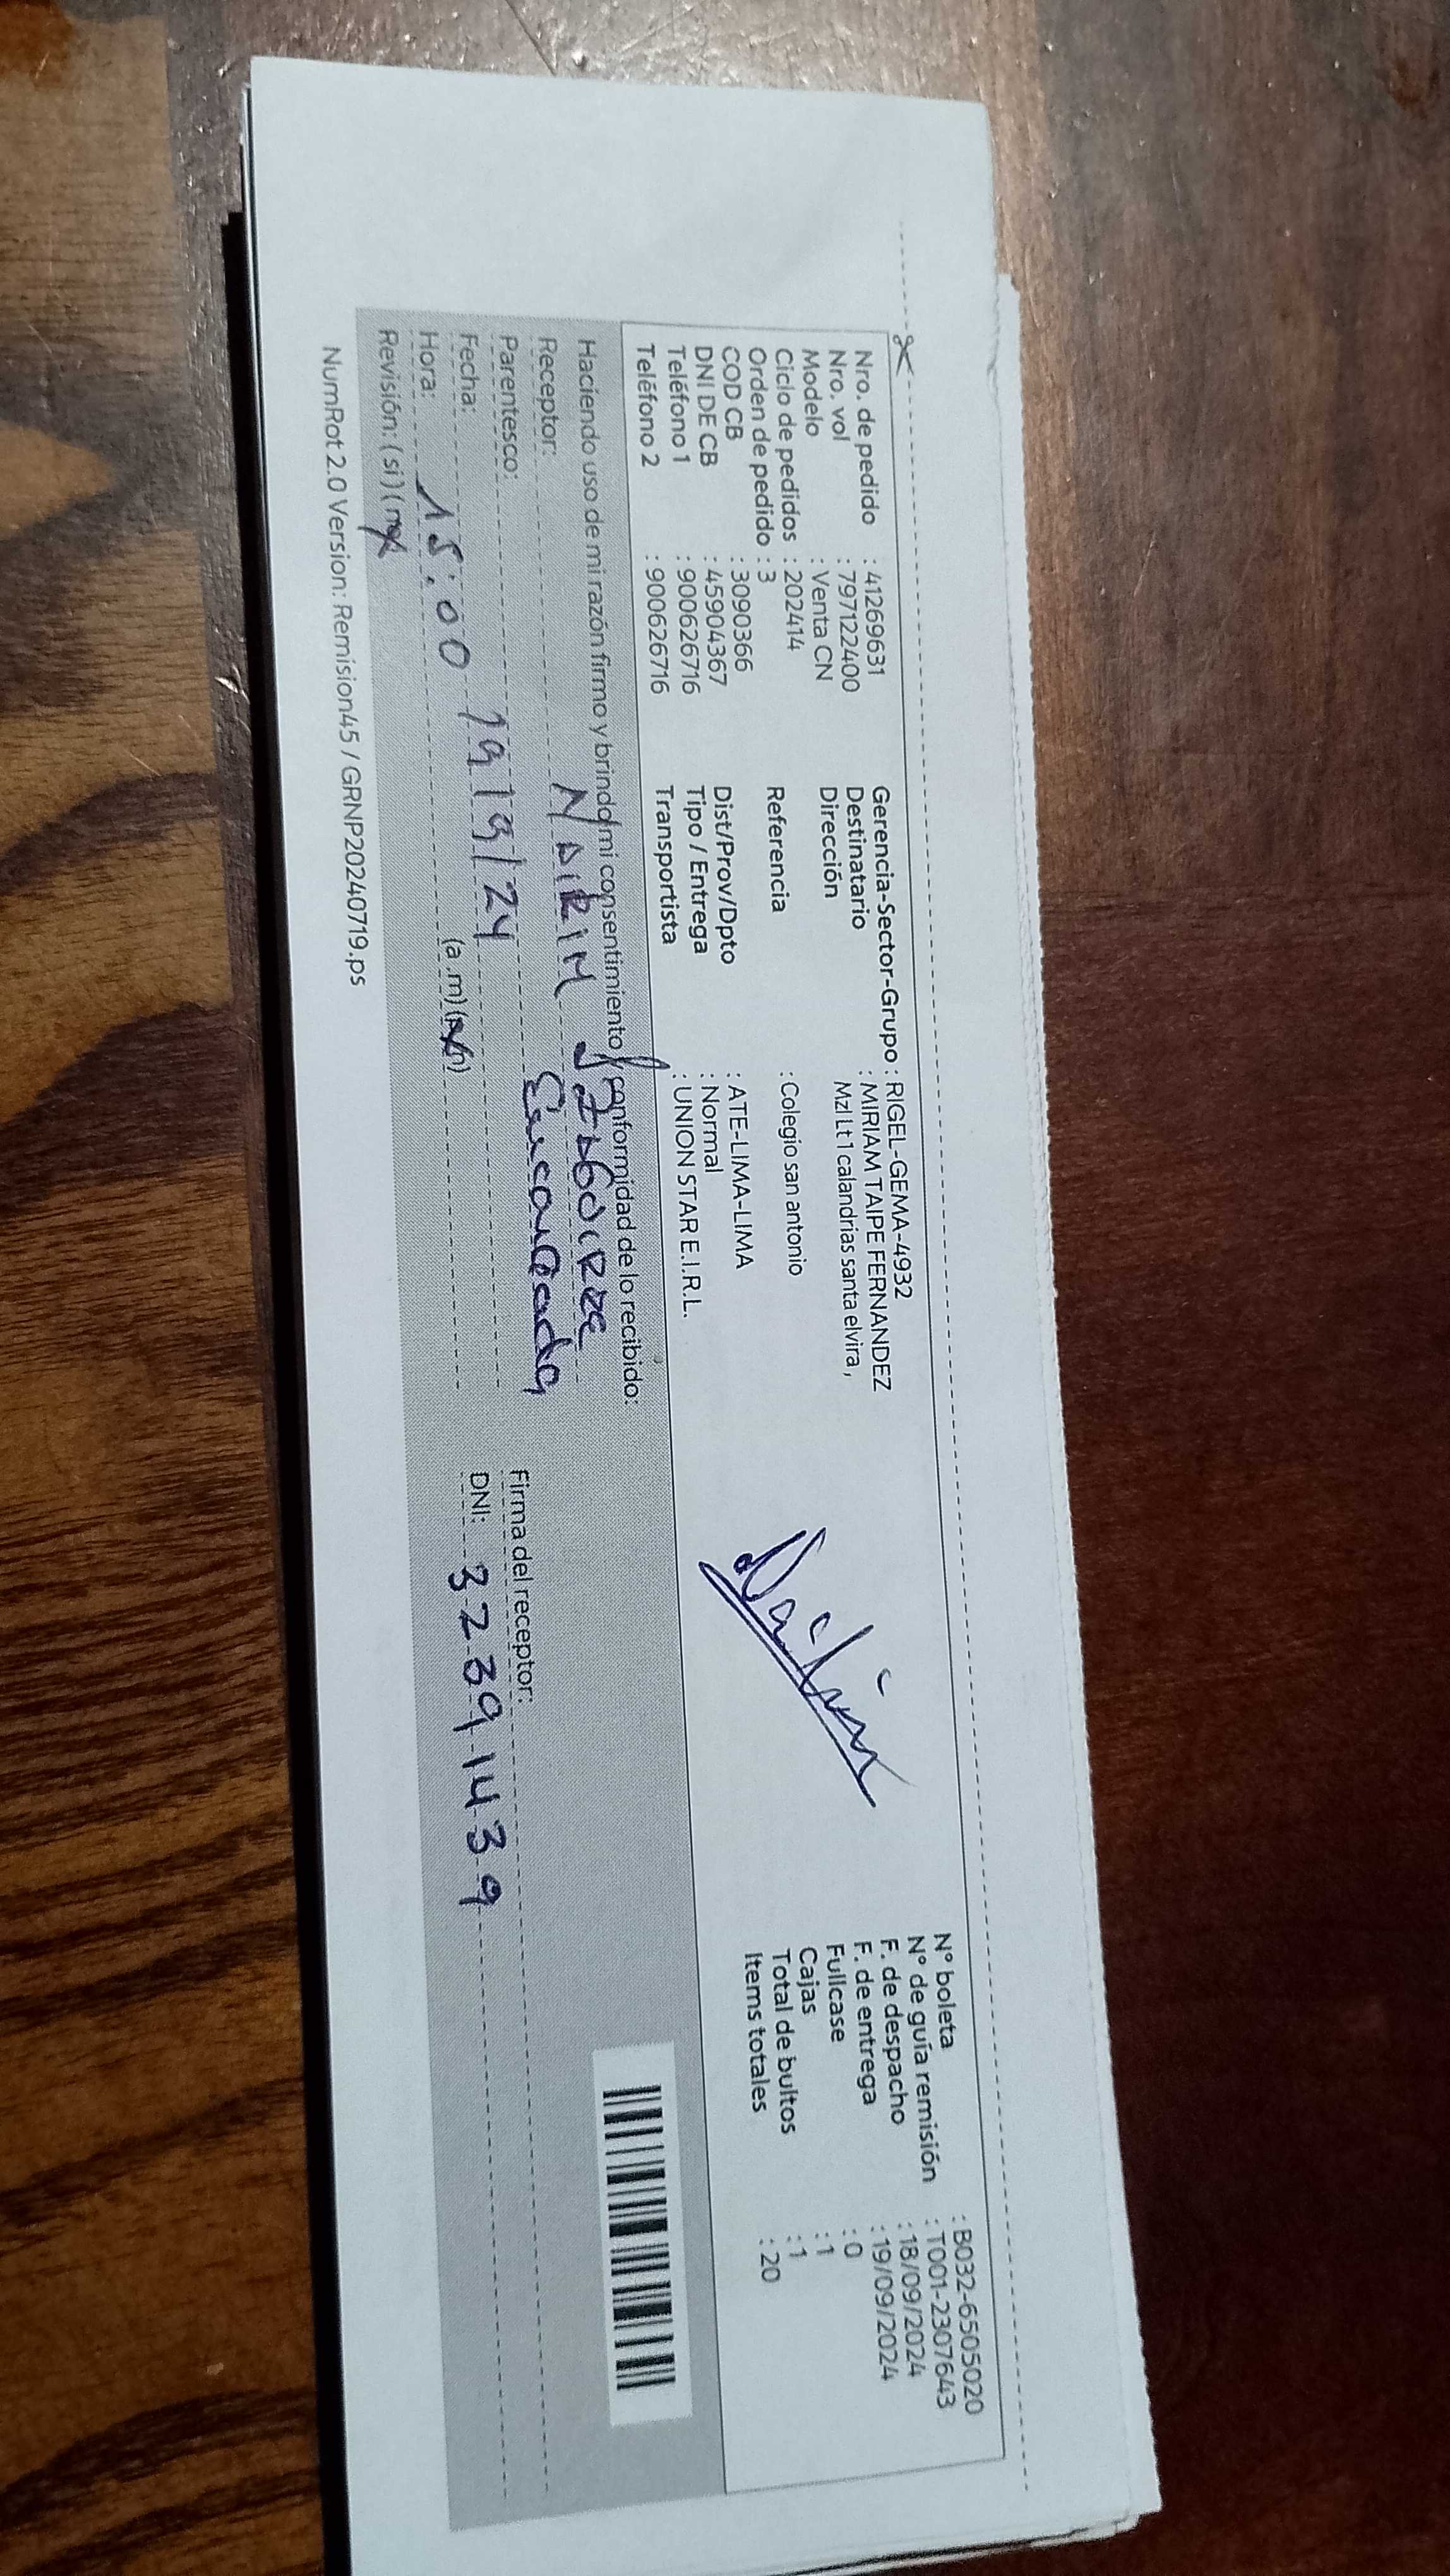 Nro. de pedido : 41269631
Nro. vol : 797122400
Modelo : Venta CN
Ciclo de pedidos : 202414
Orden de pedido : 3
COD CB : 3090366
DNI DE CB : 45904367
Teléfono 1 : 900626716
Teléfono 2 : 900626716
Gerencia-Sector-Grupo : RIGEL-GEMA-4932
Destinatario : MIRIAM TAIPE FERNANDEZ
Dirección Mzl Lt 1 calandrias santa elvira ,
Referencia : Colegio san antonio
Dist/Prov/Dpto : ATE-LIMA-LIMA
Tipo / Entrega : Normal
Transportista : UNION STAR E.I.R.L.
N° boleta : B032-6505020
N° de guía remisión : T001-2307643
F. de despacho : 18/09/2024
F. de entrega : 19/09/2024
Fullcase : 0
Cajas : 1
Total de bultos : 1
Items totales : 20
Haciendo uso de mi razón firmo y brindo mi consentimiento y conformidad de lo recibido:
Receptor:
Parentesco: Encargada
Fecha: 19/9/24
Hora: 15:00 (a.m) (p.m)
Revisión: (si) (no)
Firma del receptor:
DNI: 32391439
NumRot 2.0 Version: Remision45 / GRNP20240719.ps